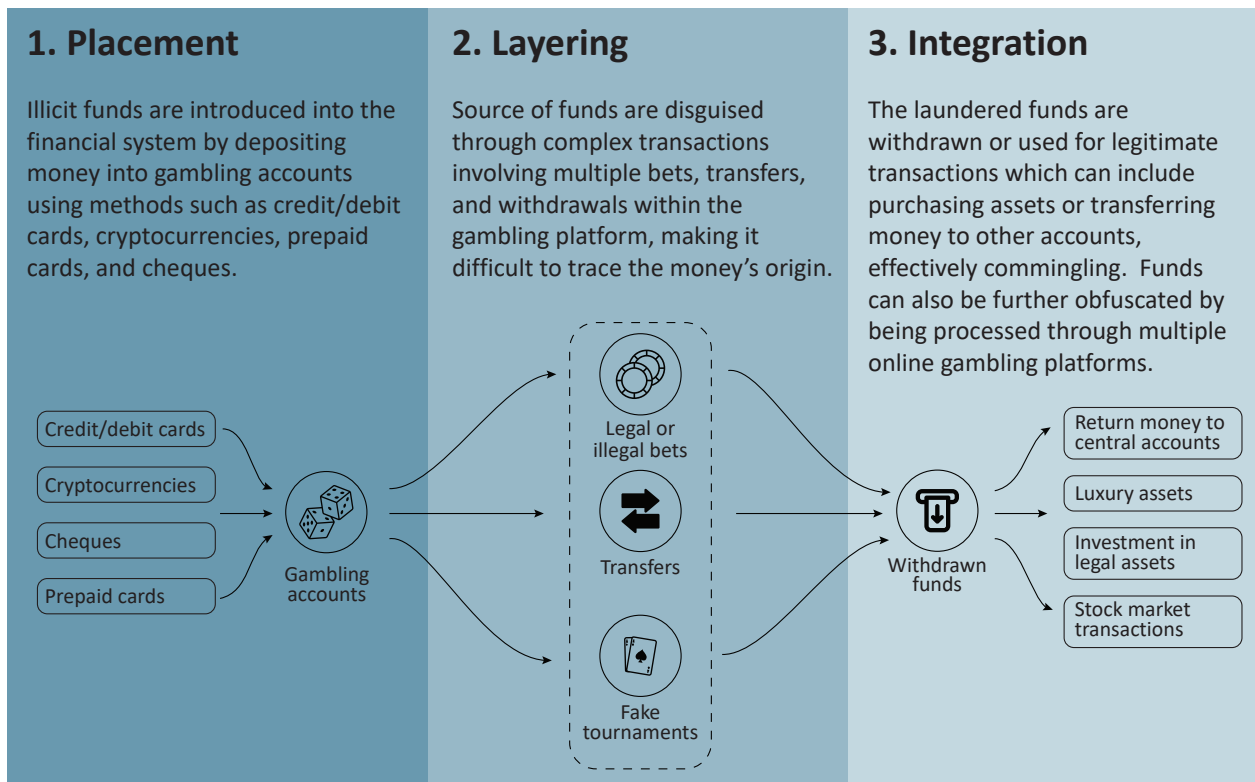 1. Placement
Illicit funds are introduced into the
financial system by depositing
money into gambling accounts
using methods such as credit/debit
cards, cryptocurrencies, prepaid
cards, and cheques.
Credit/debit cards
Cryptocurrencies
Cheques
Prepaid cards
Gambling
accounts
2. Layering
Source of funds are disguised
through complex transactions
involving multiple bets, transfers,
and withdrawals within the
gambling platform, making it
difficult to trace the money’s origin.
Legal or
illegal bets
Transfers
Fake
tournaments
3. Integration
The laundered funds are
withdrawn or used for legitimate
transactions which can include
purchasing assets or transferring
money to other accounts,
effectively commingling.  Funds
can also be further obfuscated by
being processed through multiple
online gambling platforms.
Withdrawn
funds
Return money to
central accounts
Luxury assets
Investment in
legal assets
Stock market
transactions